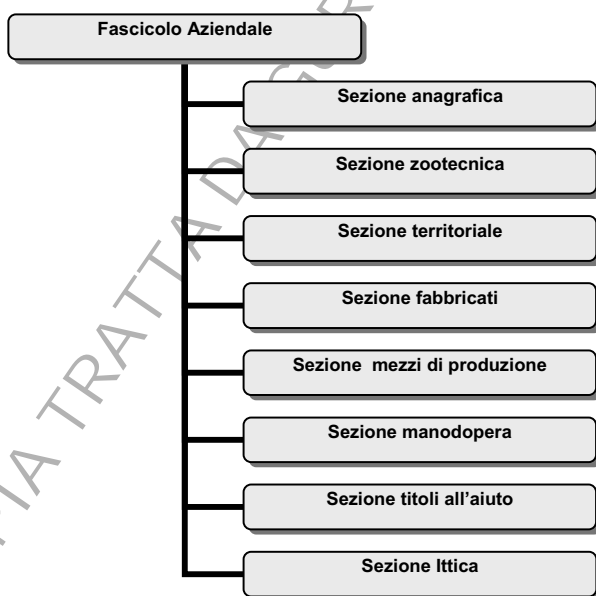 Fascicolo Aziendale
Sezione anagrafica
Sezione zootecnica
Sezione territoriale
Sezione fabbricati
Sezione mezzi di produzione
Sezione manodopera
Sezione titoli all’aiuto
Sezione Ittica
TRATTA